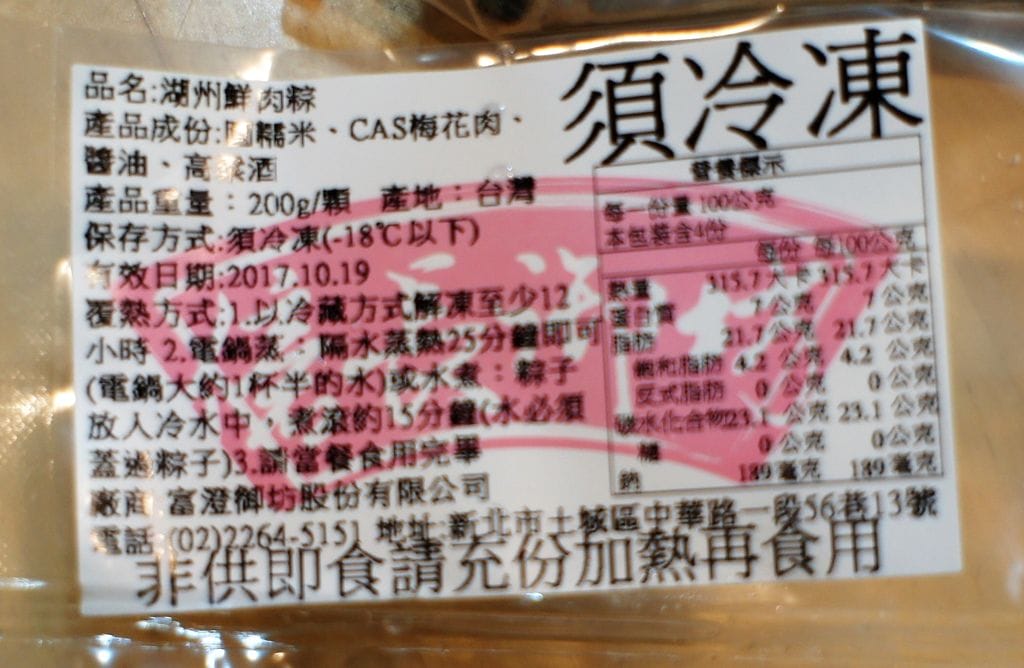 須冷凍
品名:湖州鮮肉粽
產品成份:圓糯米、CAS梅花肉、
醬油、高粱酒
產品重量:200g/顆 產地:台灣
保存方式:須冷凍(-18℃以下)
有效日期:2017.10.19
覆熱方式:1.以冷藏方式解凍至少12
小時 2.電鍋蒸:隔水蒸熱25分鐘即可
(電鍋大約1杯半的水)或水煮:粽子
放入冷水中,煮滾約15分鐘(水必須
蓋過粽子)3.請當餐食用完畢
廠商:富澄御坊股份有限公司
電話:(02)2264-5151 地址:新北市土城區中華路一段56巷13號
非供即食請充份加熱再食用
營養標示
每一份量 100公克
本包裝含4份
每份 每100公克
熱量 315.7大卡 315.7大卡
蛋白質 7公克 7公克
脂肪 21.7公克 21.7公克
飽和脂肪 4.2公克 4.2公克
反式脂肪 0公克 0公克
碳水化合物23.1公克 23.1公克
糖 0公克 0公克
鈉 189毫克 189毫克